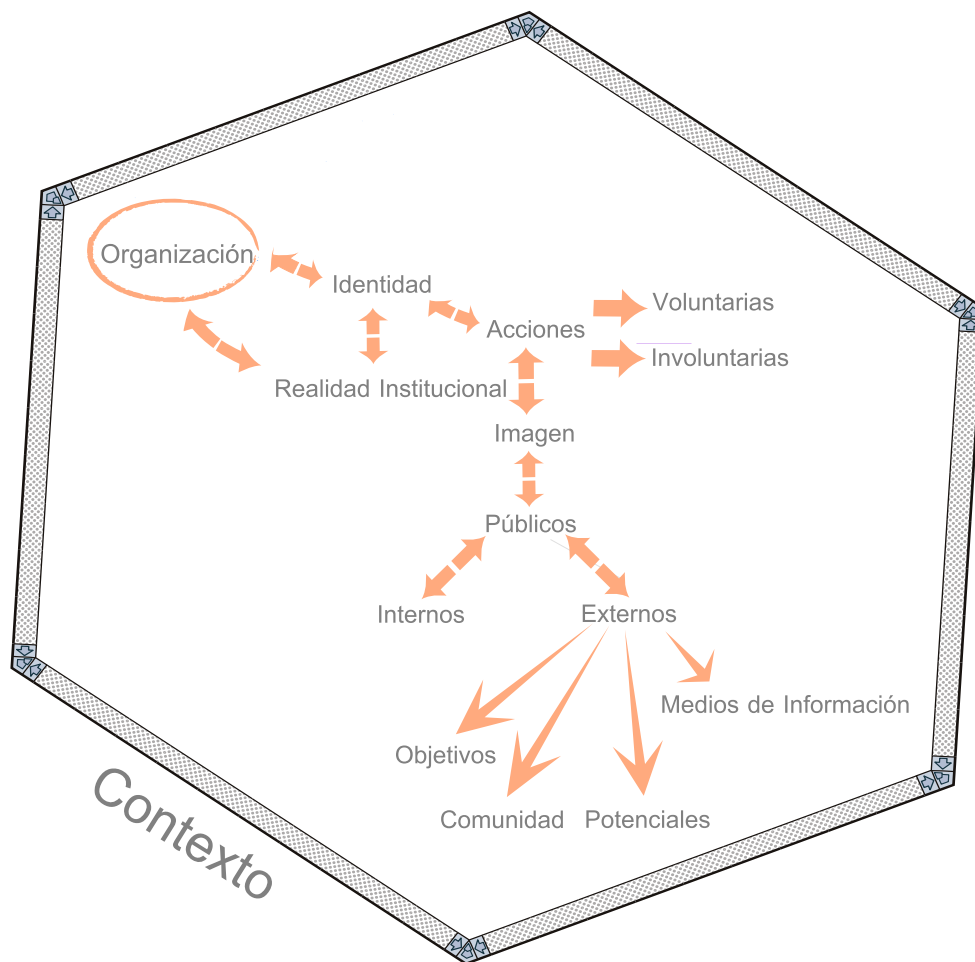 Organización
Identidad
Voluntarias
Acciones
Involuntarias
Realidad Institucional
Imagen
Públicos
Internos
Externos
Medios de Información
Objetivos
Comunidad
Potenciales
Contexto